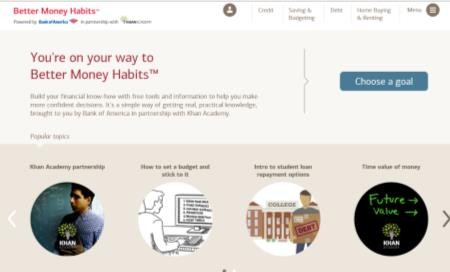 Better Money Habits™
Powered by Bank of America in partnership with KHAN ACADEMY
Credit
Saving &
Budgeting
Debt
Home Buying
& Renting
Menu
You're on your way to
Better Money Habits™
Build your financial know-how with free tools and information to help you make
more confident decisions. It's a simple way of getting real, practical knowledge,
brought to you by Bank of America in partnership with Khan Academy.
Choose a goal
Popular topics
Khan Academy partnership
How to set a budget and
stick to it
Intro to student loan
repayment options
Time value of money
KHAN
COLLEGE
DEBT
Future →
Value →
KHAN